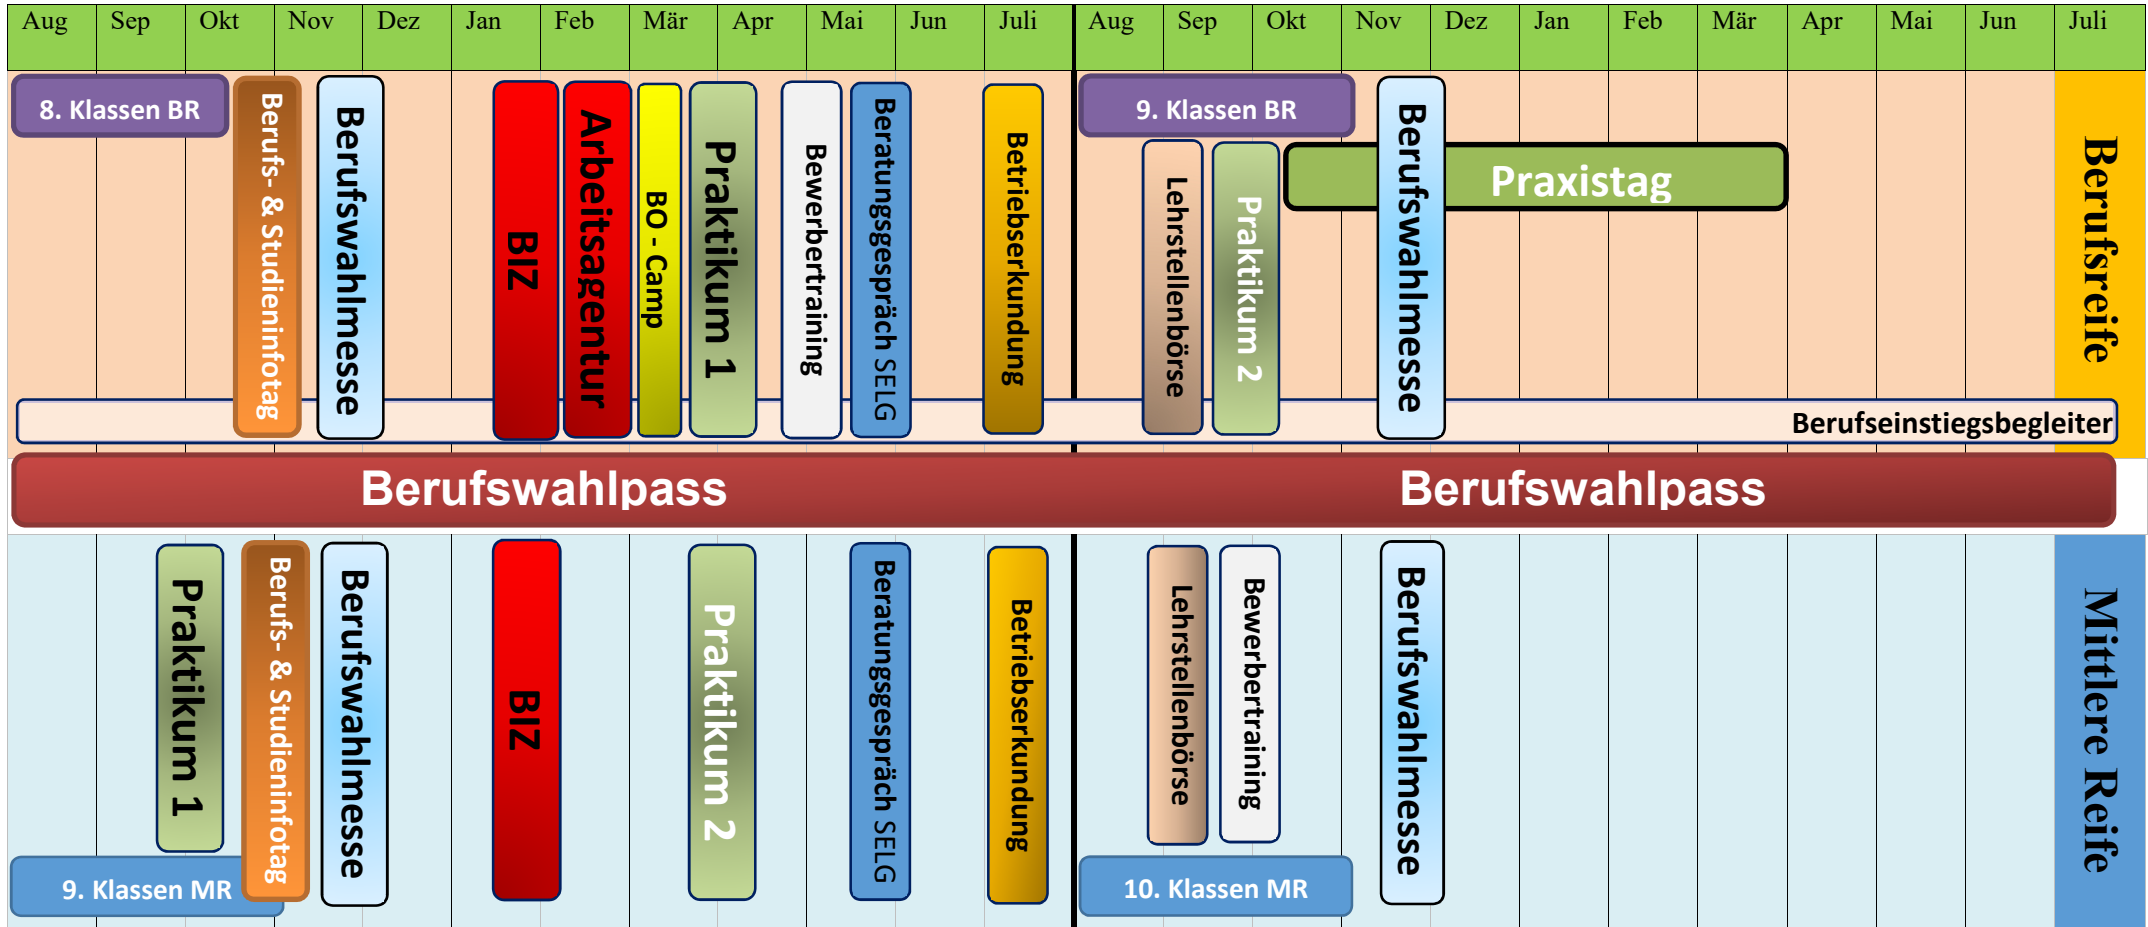 Aug Sep Okt Nov Dez Jan Feb Mär Apr Mai Jun Juli Aug Sep Okt Nov Dez Jan Feb Mär Apr Mai Jun Juli
8. Klassen BR
Berufs- & Studieninfotag
Berufswahlmesse
BIZ
Arbeitsagentur
BO - Camp
Praktikum 1
Bewerbertraining
Beratungsgespräch SELG
Betriebserkundung
9. Klassen BR
Lehrstellenbörse
Praktikum 2
Berufswahlmesse
Praxistag
Berufsreife
Berufseinstiegsbegleiter
Berufswahlpass Berufswahlpass
Praktikum 1
Berufs- & Studieninfotag
Berufswahlmesse
BIZ
Praktikum 2
Beratungsgespräch SELG
Betriebserkundung
Lehrstellenbörse
Bewerbertraining
Berufswahlmesse
Mittlere Reife
9. Klassen MR
10. Klassen MR